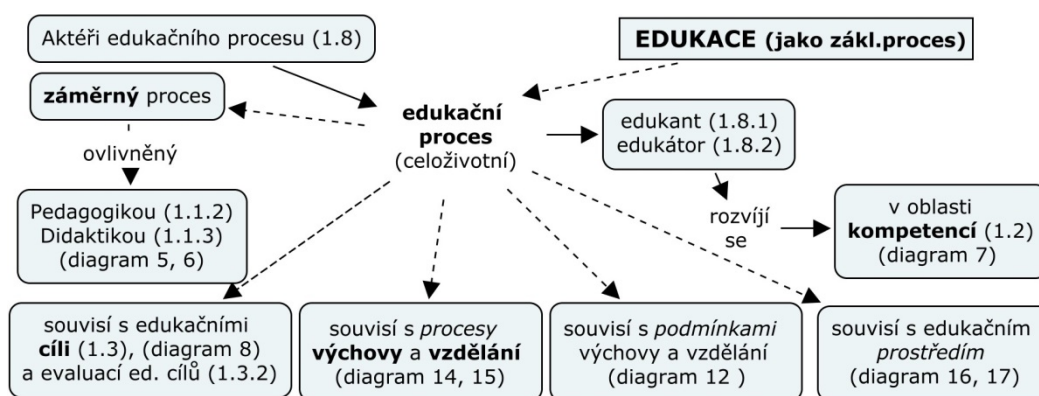 Aktéři edukačního procesu (1.8)
EDUKACE (jako zákl.proces)
záměrný proces
edukační
proces
(celoživotní)
edukant (1.8.1)
edukátor (1.8.2)
ovlivněný
Pedagogikou (1.1.2)
Didaktikou (1.1.3)
(diagram 5, 6)
rozvíjí
se
v oblasti
kompetencí (1.2)
(diagram 7)
souvisí s edukačními
cíli (1.3), (diagram 8)
a evaluací ed. cílů (1.3.2)
souvisí s procesy
výchovy a vzdělání
(diagram 14, 15)
souvisí s podmínkami
výchovy a vzdělání
(diagram 12 )
souvisí s edukačním
prostředím
(diagram 16, 17)